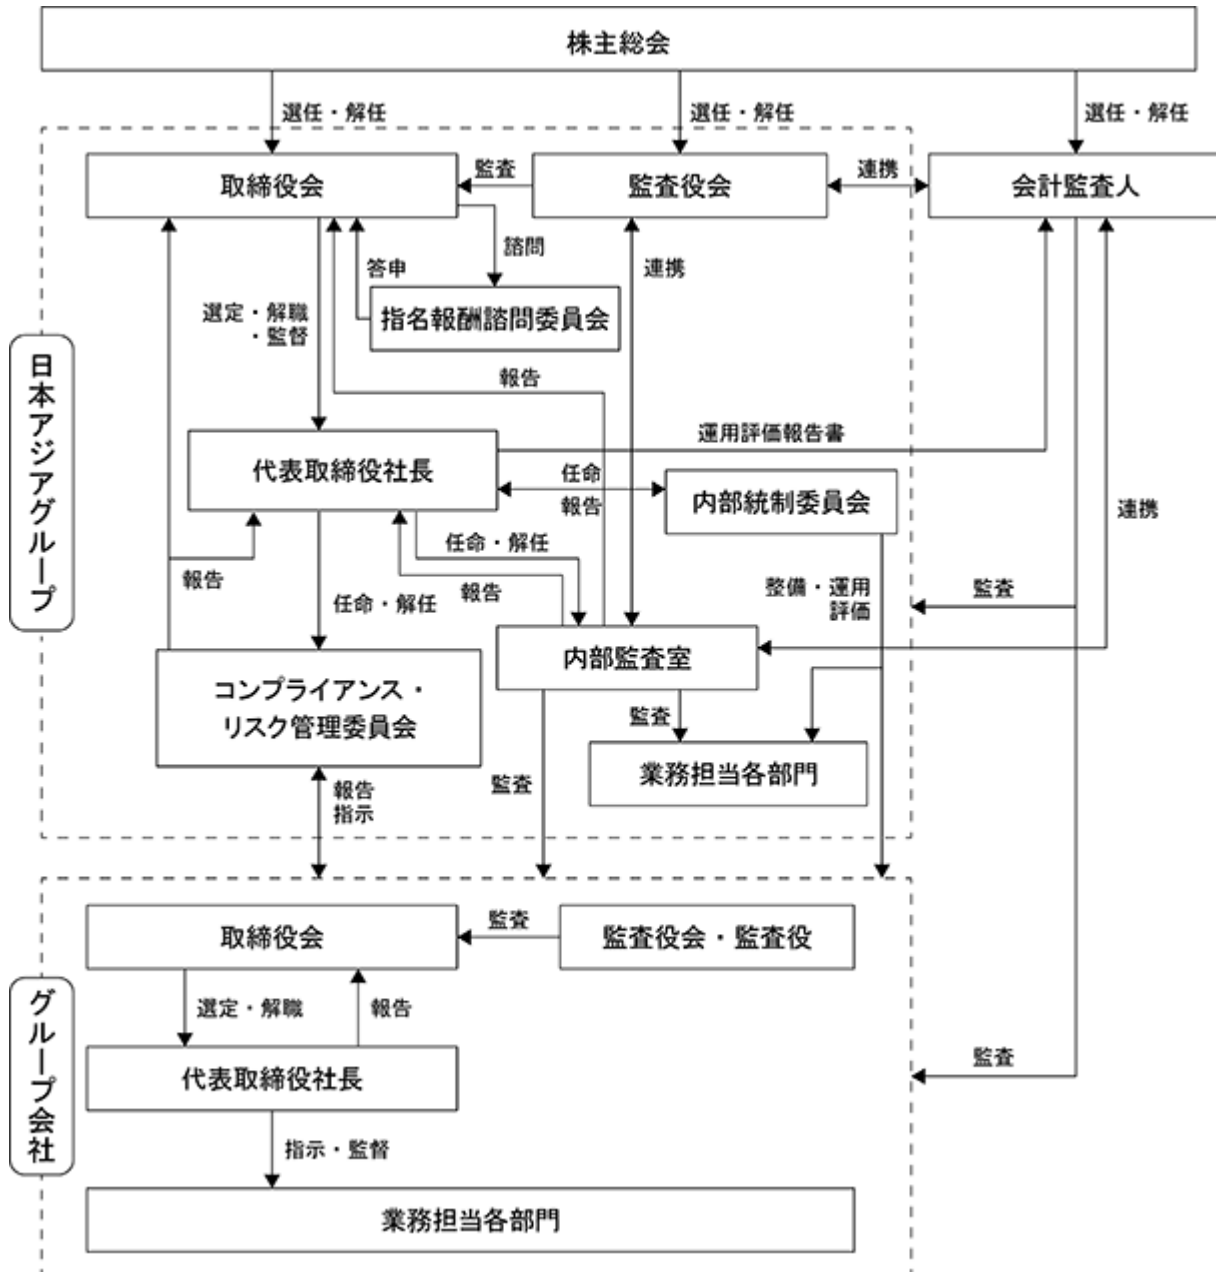 株主総会
選任・解任
選任・解任
選任・解任
取締役会
監査
監査役会
連携
会計監査人
諮問
答申
連携
指名報酬諮問委員会
選定・解職
・監督
報告
日本アジアグループ
運用評価報告書
代表取締役社長
任命
報告
内部統制委員会
連携
任命・解任
報告
報告
任命・解任
整備・運用
評価
監査
内部監査室
コンプライアンス・
リスク管理委員会
監査
業務担当各部門
監査
報告
指示
取締役会
監査
監査役会・監査役
選定・解職
報告
グループ会社
代表取締役社長
監査
指示・監督
業務担当各部門